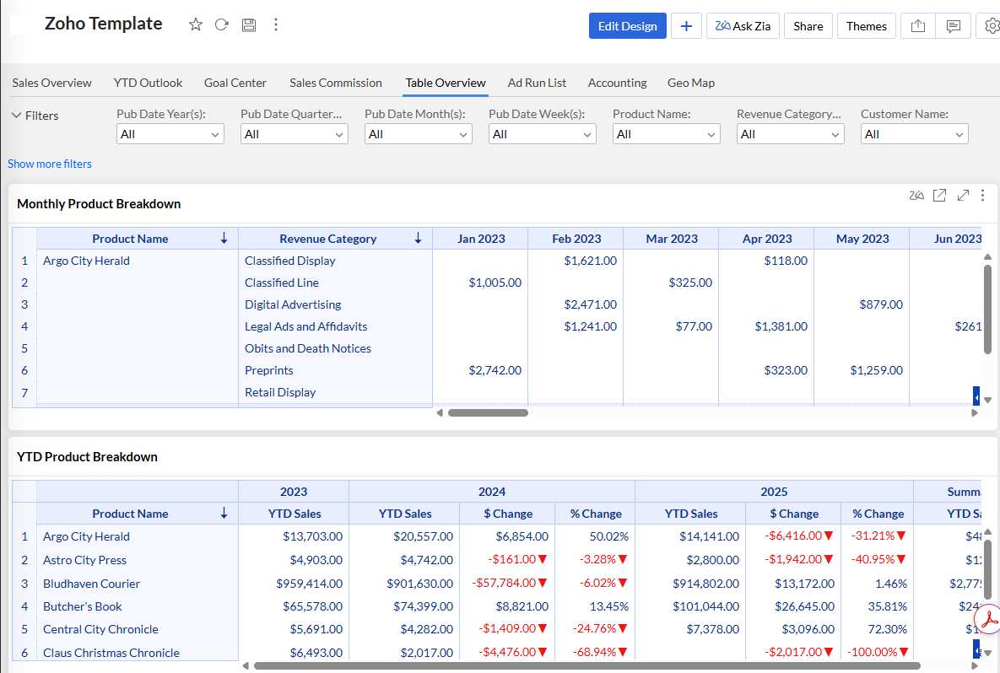 Zoho Template
Edit Design + Ask Zia Share Themes
Sales Overview YTD Outlook Goal Center Sales Commission Table Overview Ad Run List Accounting Geo Map
Filters
Pub Date Year(s): Pub Date Quarter... Pub Date Month(s): Pub Date Week(s): Product Name: Revenue Category... Customer Name:
All All All All All All All
Show more filters
Monthly Product Breakdown
Product Name Revenue Category Jan 2023 Feb 2023 Mar 2023 Apr 2023 May 2023 Jun 2023
1 Argo City Herald Classified Display $1,621.00 $118.00
2 Classified Line $1,005.00 $325.00
3 Digital Advertising $2,471.00 $879.00
4 Legal Ads and Affidavits $1,241.00 $77.00 $1,381.00 $261
5 Obits and Death Notices
6 Preprints $2,742.00 $323.00 $1,259.00
7 Retail Display
YTD Product Breakdown
2023 2024 2025 Summ
Product Name YTD Sales YTD Sales $ Change % Change YTD Sales $ Change % Change YTD Sa
1 Argo City Herald $13,703.00 $20,557.00 $6,854.00 50.02% $14,141.00 -$6,416.00▼ -31.21%▼ $48
2 Astro City Press $4,903.00 $4,742.00 -$161.00▼ -3.28%▼ $2,800.00 -$1,942.00▼ -40.95%▼ $12
3 Bludhaven Courier $959,414.00 $901,630.00 -$57,784.00▼ -6.02%▼ $914,802.00 $13,172.00 1.46% $2,775
4 Butcher's Book $65,578.00 $74,399.00 $8,821.00 13.45% $101,044.00 $26,645.00 35.81% $24
5 Central City Chronicle $5,691.00 $4,282.00 -$1,409.00▼ -24.76%▼ $7,378.00 $3,096.00 72.30% $1
6 Claus Christmas Chronicle $6,493.00 $2,017.00 -$4,476.00▼ -68.94%▼ -$2,017.00▼ -100.00%▼